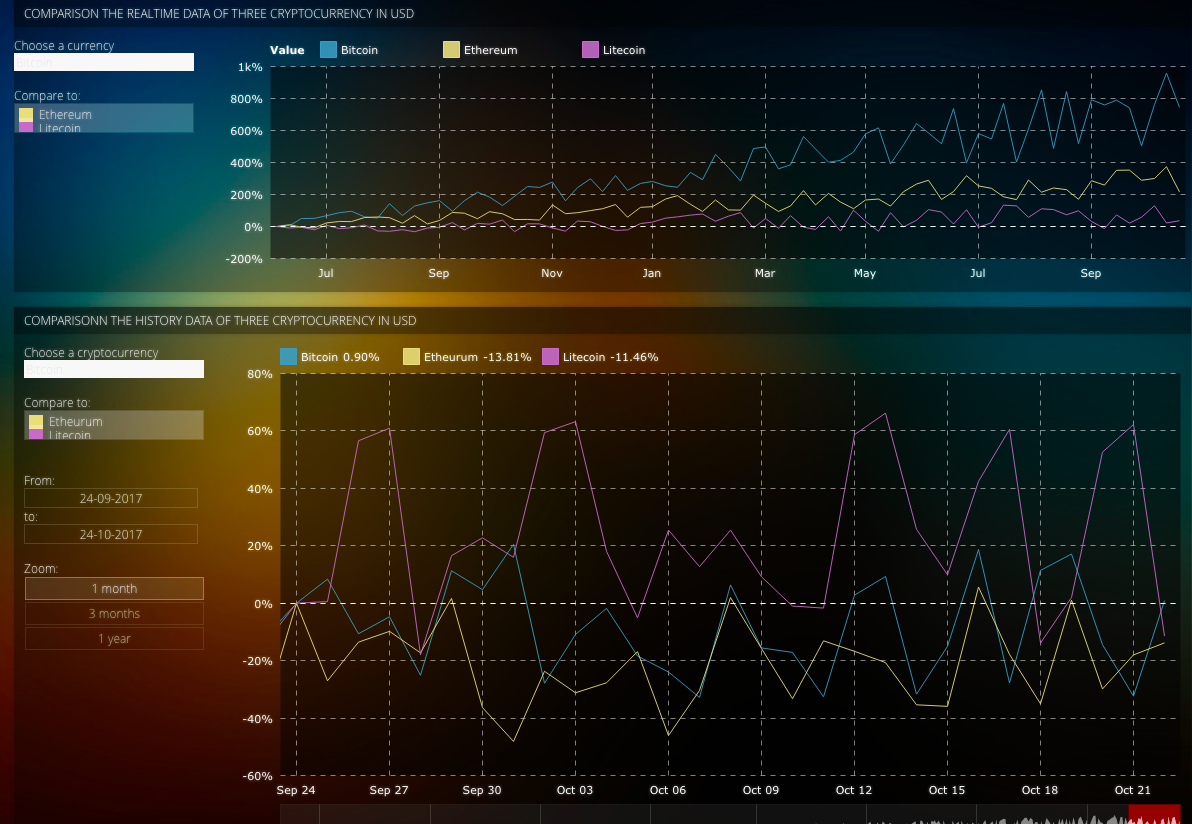 COMPARISON THE REALTIME DATA OF THREE CRYPTOCURRENCY IN USD
Choose a currency
Bitcoin
Compare to:
Ethereum
Litecoin
Value Bitcoin Ethereum Litecoin
1k%
800%
600%
400%
200%
0%
-200%
Jul Sep Nov Jan Mar May Jul Sep
COMPARISONN THE HISTORY DATA OF THREE CRYPTOCURRENCY IN USD
Choose a cryptocurrency
Bitcoin
Compare to:
Etheurum
Litecoin
From:
24-09-2017
to:
24-10-2017
Zoom:
1 month
3 months
1 year
Bitcoin 0.90% Etheurum -13.81% Litecoin -11.46%
80%
60%
40%
20%
0%
-20%
-40%
-60%
Sep 24 Sep 27 Sep 30 Oct 03 Oct 06 Oct 09 Oct 12 Oct 15 Oct 18 Oct 21